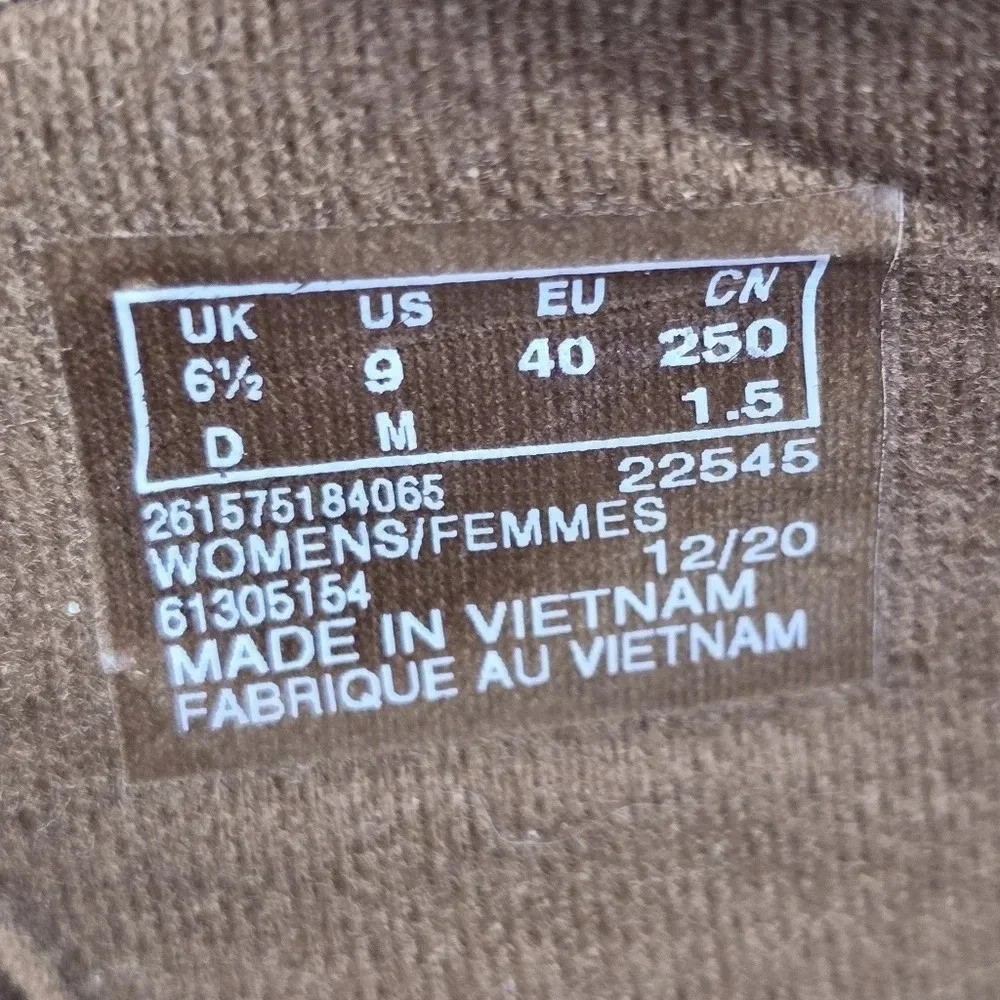 UK US EU CN
6½ 9 40 250
D M 1.5
261575184065 22545
WOMENS/FEMMES
61305154 12/20
MADE IN VIETNAM
FABRIQUE AU VIETNAM